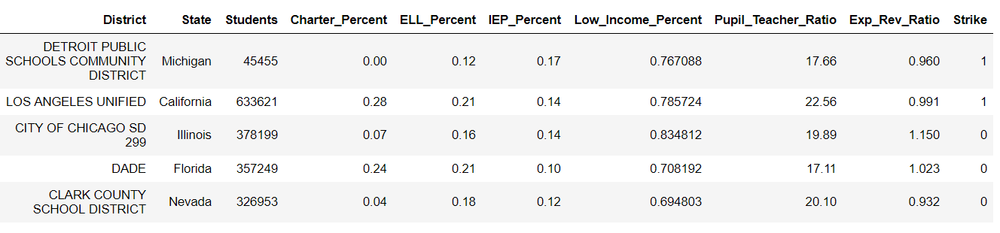 District State Students Charter_Percent ELL_Percent IEP_Percent Low_Income_Percent Pupil_Teacher_Ratio Exp_Rev_Ratio Strike
DETROIT PUBLIC
SCHOOLS COMMUNITY
DISTRICT
Michigan 45455 0.00 0.12 0.17 0.767088 17.66 0.960 1
LOS ANGELES UNIFIED California 633621 0.28 0.21 0.14 0.785724 22.56 0.991 1
CITY OF CHICAGO SD
299
Illinois 378199 0.07 0.16 0.14 0.834812 19.89 1.150 0
DADE Florida 357249 0.24 0.21 0.10 0.708192 17.11 1.023 0
CLARK COUNTY
SCHOOL DISTRICT
Nevada 326953 0.04 0.18 0.12 0.694803 20.10 0.932 0